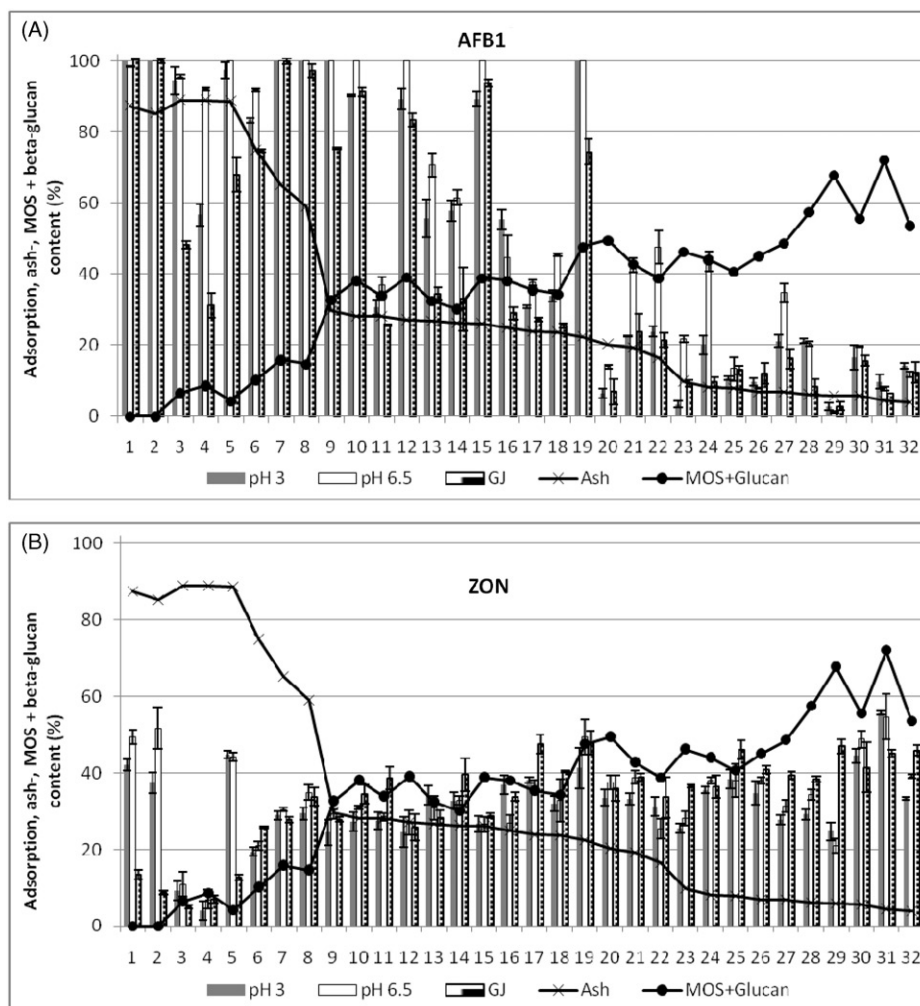 (A)
AFB1
Adsorption, ash-, MOS + beta-glucan
content (%)
100
80
60
40
20
0
1 2 3 4 5 6 7 8 9 10 11 12 13 14 15 16 17 18 19 20 21 22 23 24 25 26 27 28 29 30 31 32
pH 3 pH 6.5 GJ Ash MOS+Glucan
(B)
ZON
Adsorption, ash-, MOS + beta-glucan
content (%)
100
80
60
40
20
0
1 2 3 4 5 6 7 8 9 10 11 12 13 14 15 16 17 18 19 20 21 22 23 24 25 26 27 28 29 30 31 32
pH 3 pH 6.5 GJ Ash MOS+Glucan